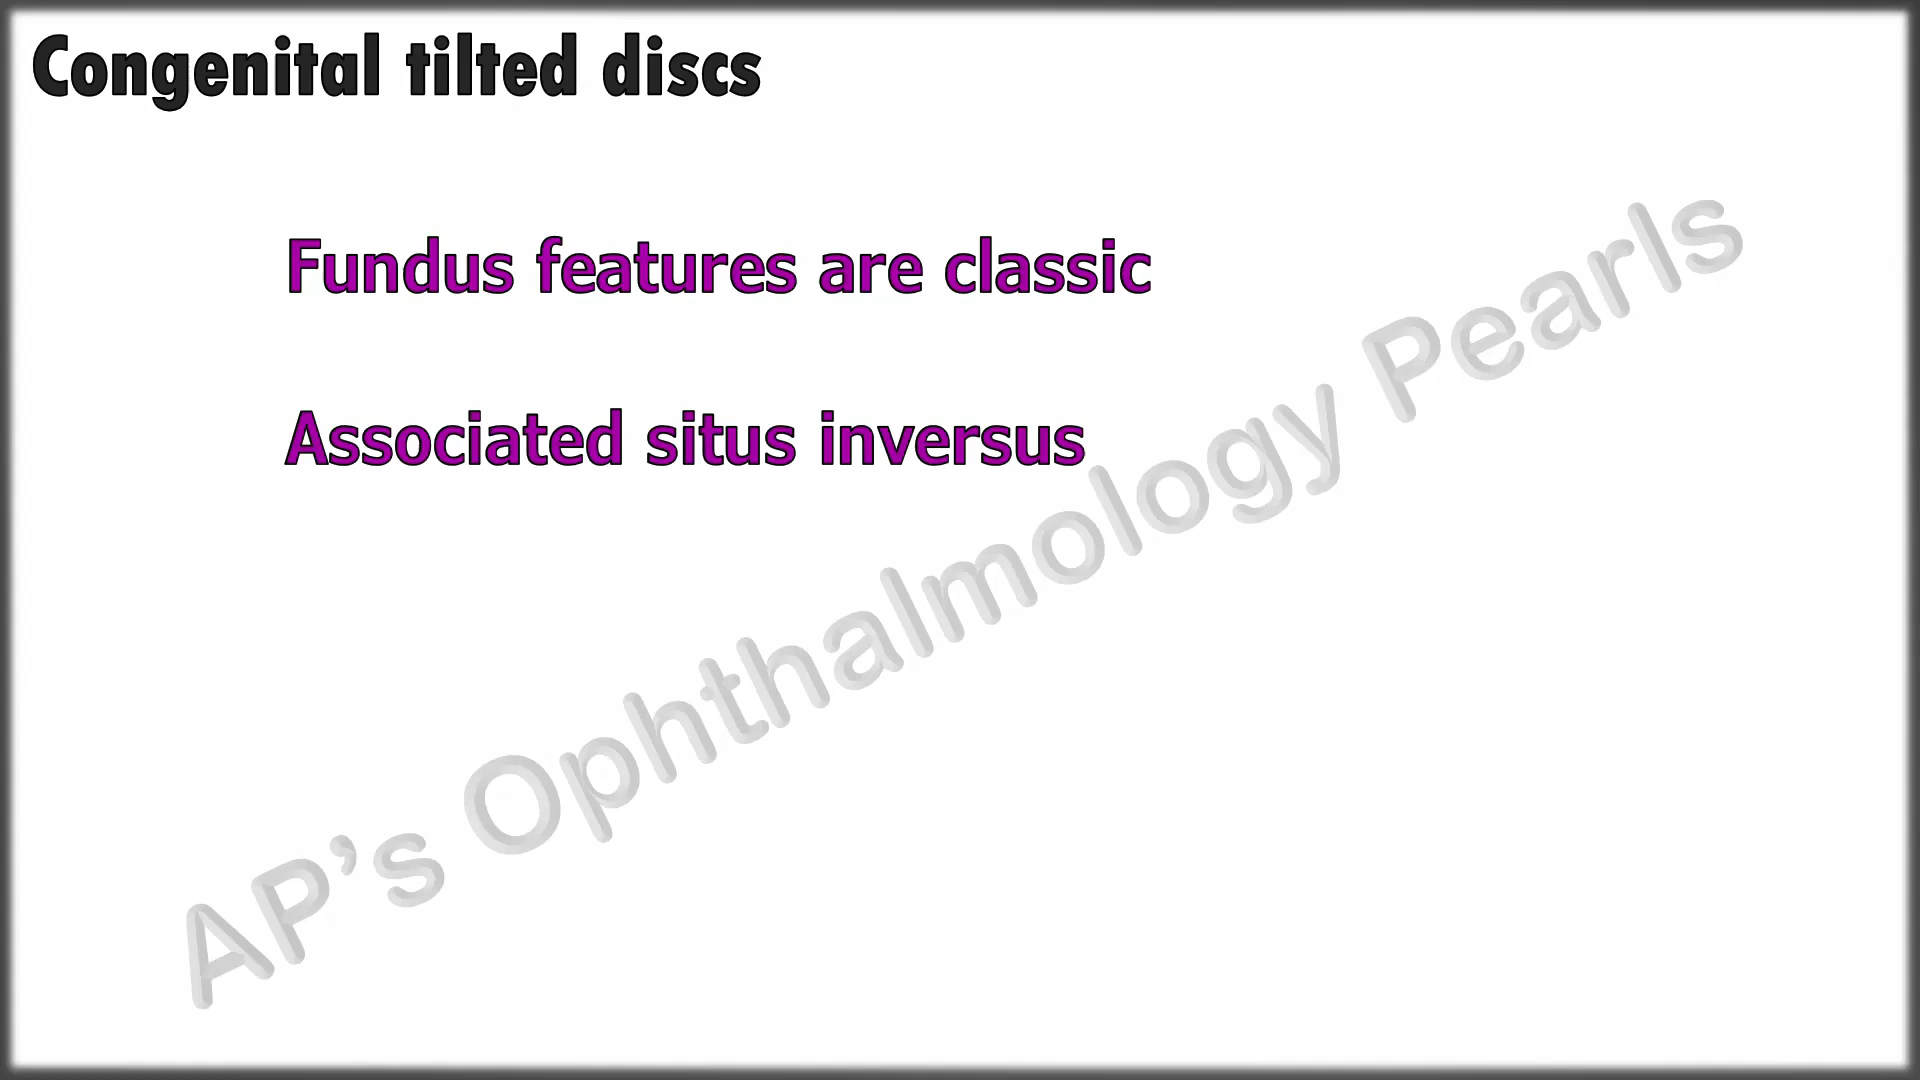 Congenital tilted discs
Fundus features are classic
Associated situs inversus
AP’s Ophthalmology Pearls